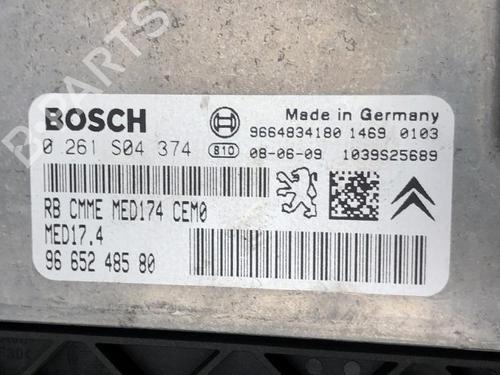 B-PARTS
BOSCH
Made in Germany
9664834180 1469 0103
0 261 S04 374
810 08-06-09 1039S25689
RB CMME MED174 CEM0
MED17.4
96 652 485 80